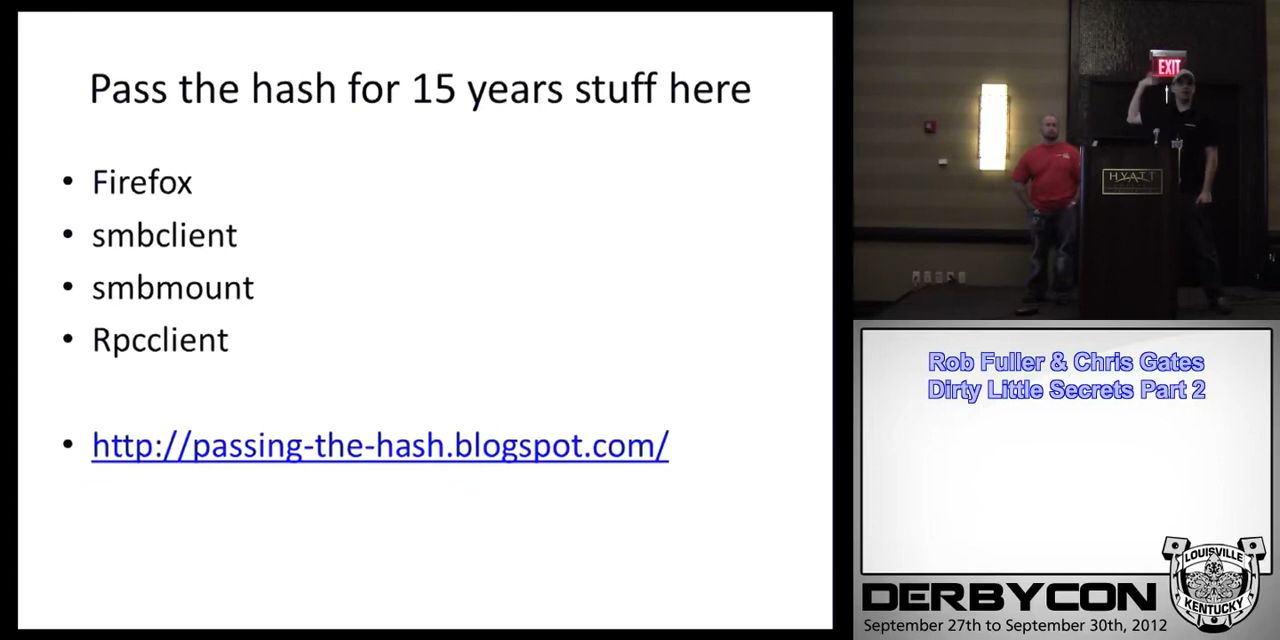 Pass the hash for 15 years stuff here
• Firefox
• smbclient
• smbmount
• Rpcclient
• http://passing-the-hash.blogspot.com/
EXIT
HYATT
Rob Fuller & Chris Gates
Dirty Little Secrets Part 2
LOUISVILLE
KENTUCKY
DERBYCON
September 27th to September 30th, 2012